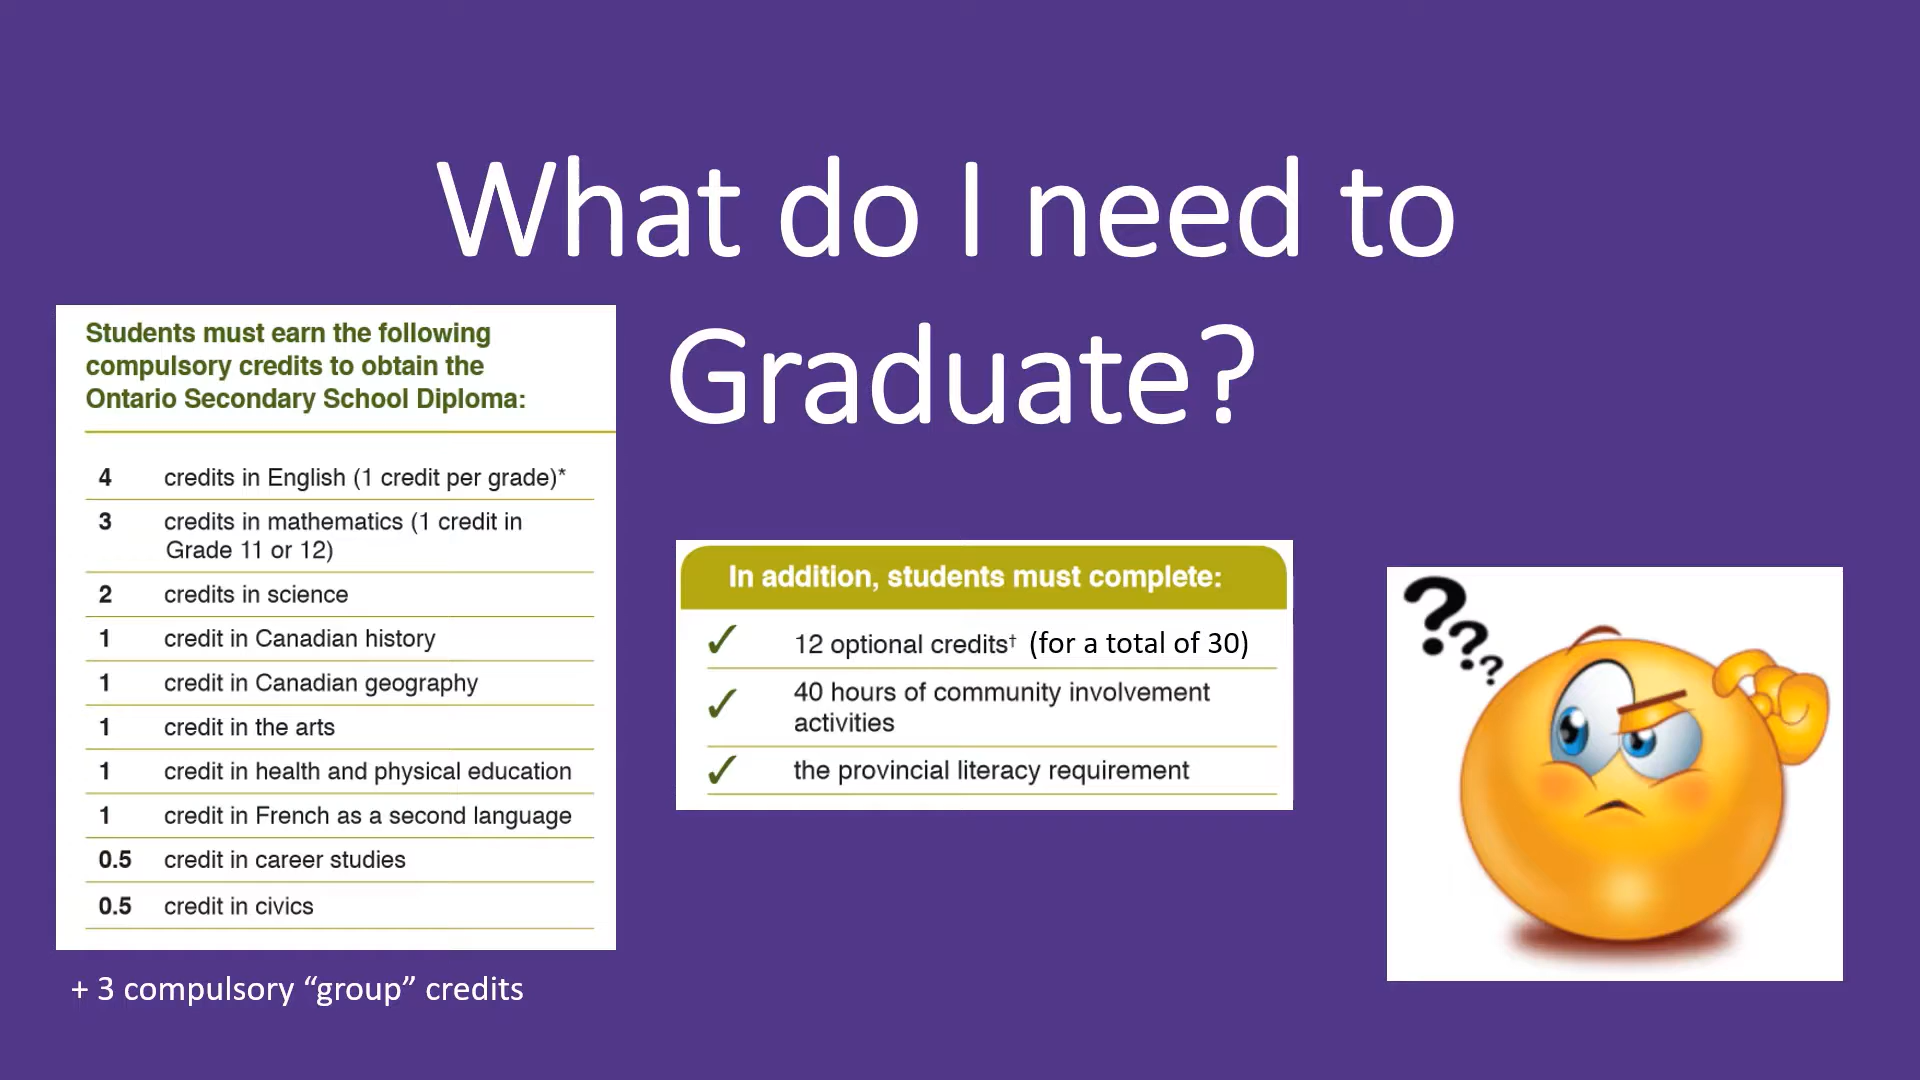 What do I need to
Graduate?
Students must earn the following
compulsory credits to obtain the
Ontario Secondary School Diploma:
4 credits in English (1 credit per grade)*
3 credits in mathematics (1 credit in
Grade 11 or 12)
2 credits in science
1 credit in Canadian history
1 credit in Canadian geography
1 credit in the arts
1 credit in health and physical education
1 credit in French as a second language
0.5 credit in career studies
0.5 credit in civics
+ 3 compulsory “group” credits
In addition, students must complete:
✓ 12 optional credits† (for a total of 30)
✓ 40 hours of community involvement
activities
✓ the provincial literacy requirement
???